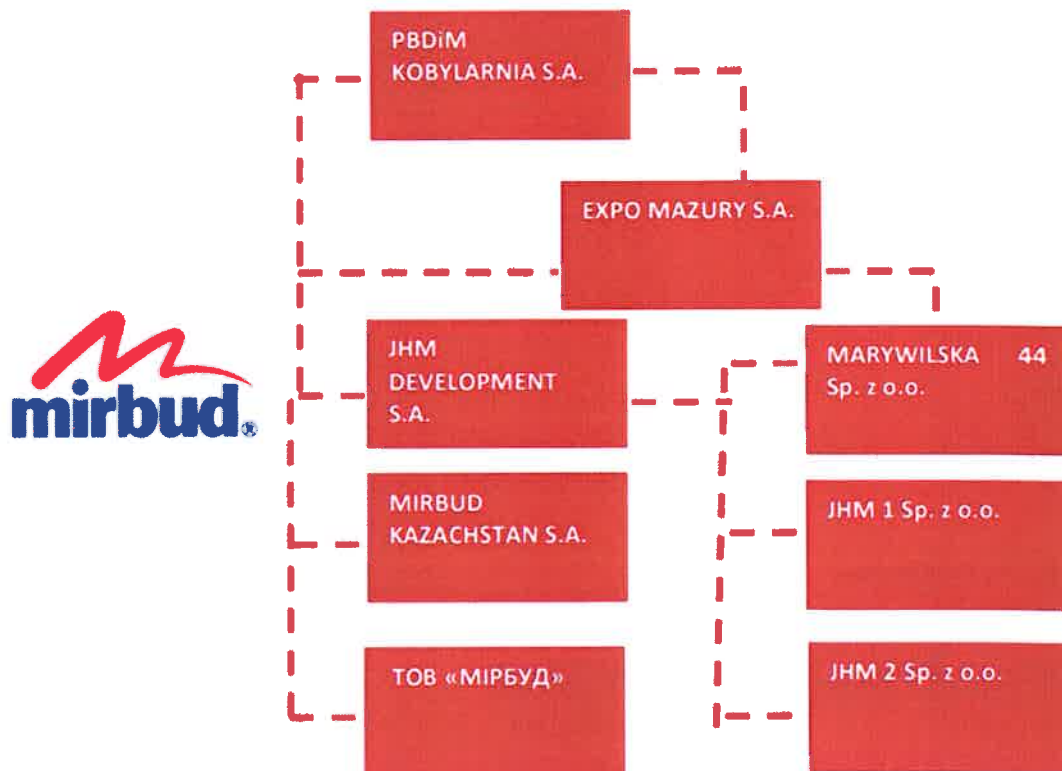 PBDiM
KOBYLARNIA S.A.
EXPO MAZURY S.A.
mirbud®
JHM
DEVELOPMENT
S.A.
MARYWILSKA 44
Sp. z o.o.
MIRBUD
KAZACHSTAN S.A.
JHM 1 Sp. z o.o.
ТОВ «МІРБУД»
JHM 2 Sp. z o.o.